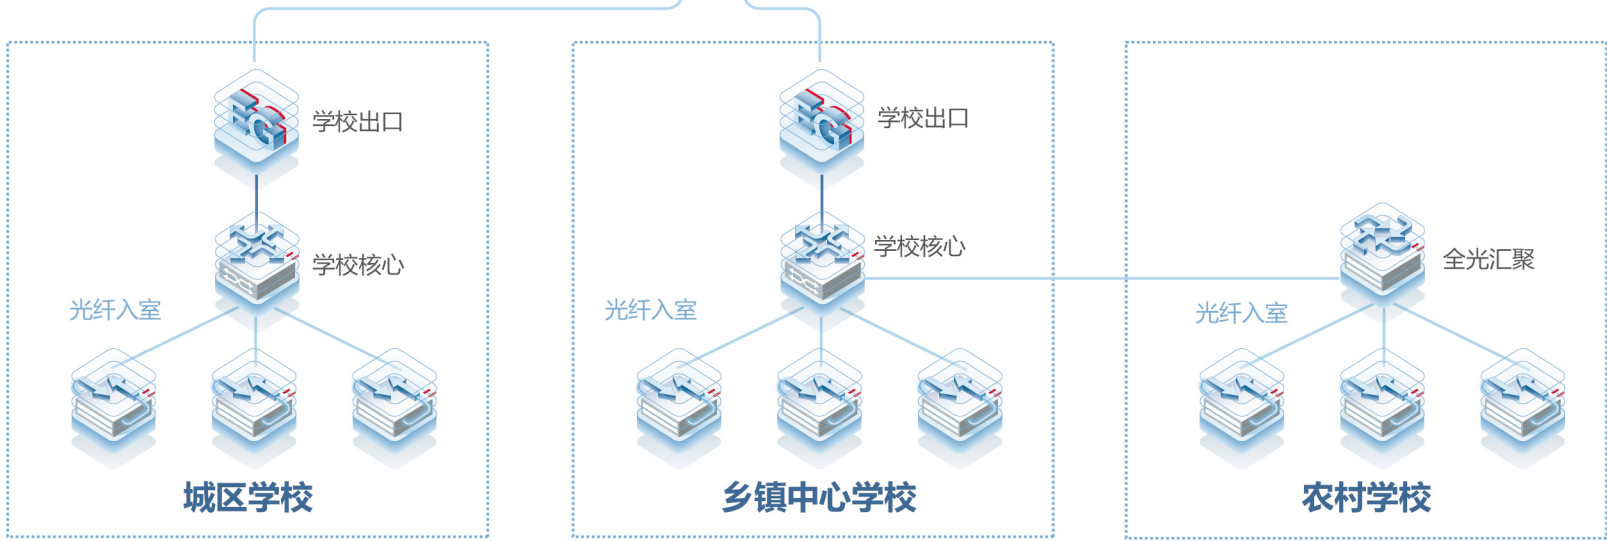 学校出口
学校核心
光纤入室
城区学校
学校出口
学校核心
光纤入室
乡镇中心学校
全光汇聚
光纤入室
农村学校